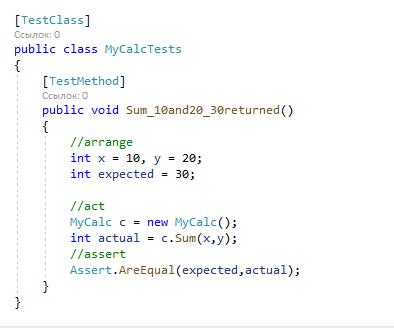 [TestClass]
Ссылок: 0
public class MyCalcTests
{
[TestMethod]
Ссылок: 0
public void Sum_10and20_30returned()
{
//arrange
int x = 10, y = 20;
int expected = 30;
//act
MyCalc c = new MyCalc();
int actual = c.Sum(x,y);
//assert
Assert.AreEqual(expected,actual);
}
}